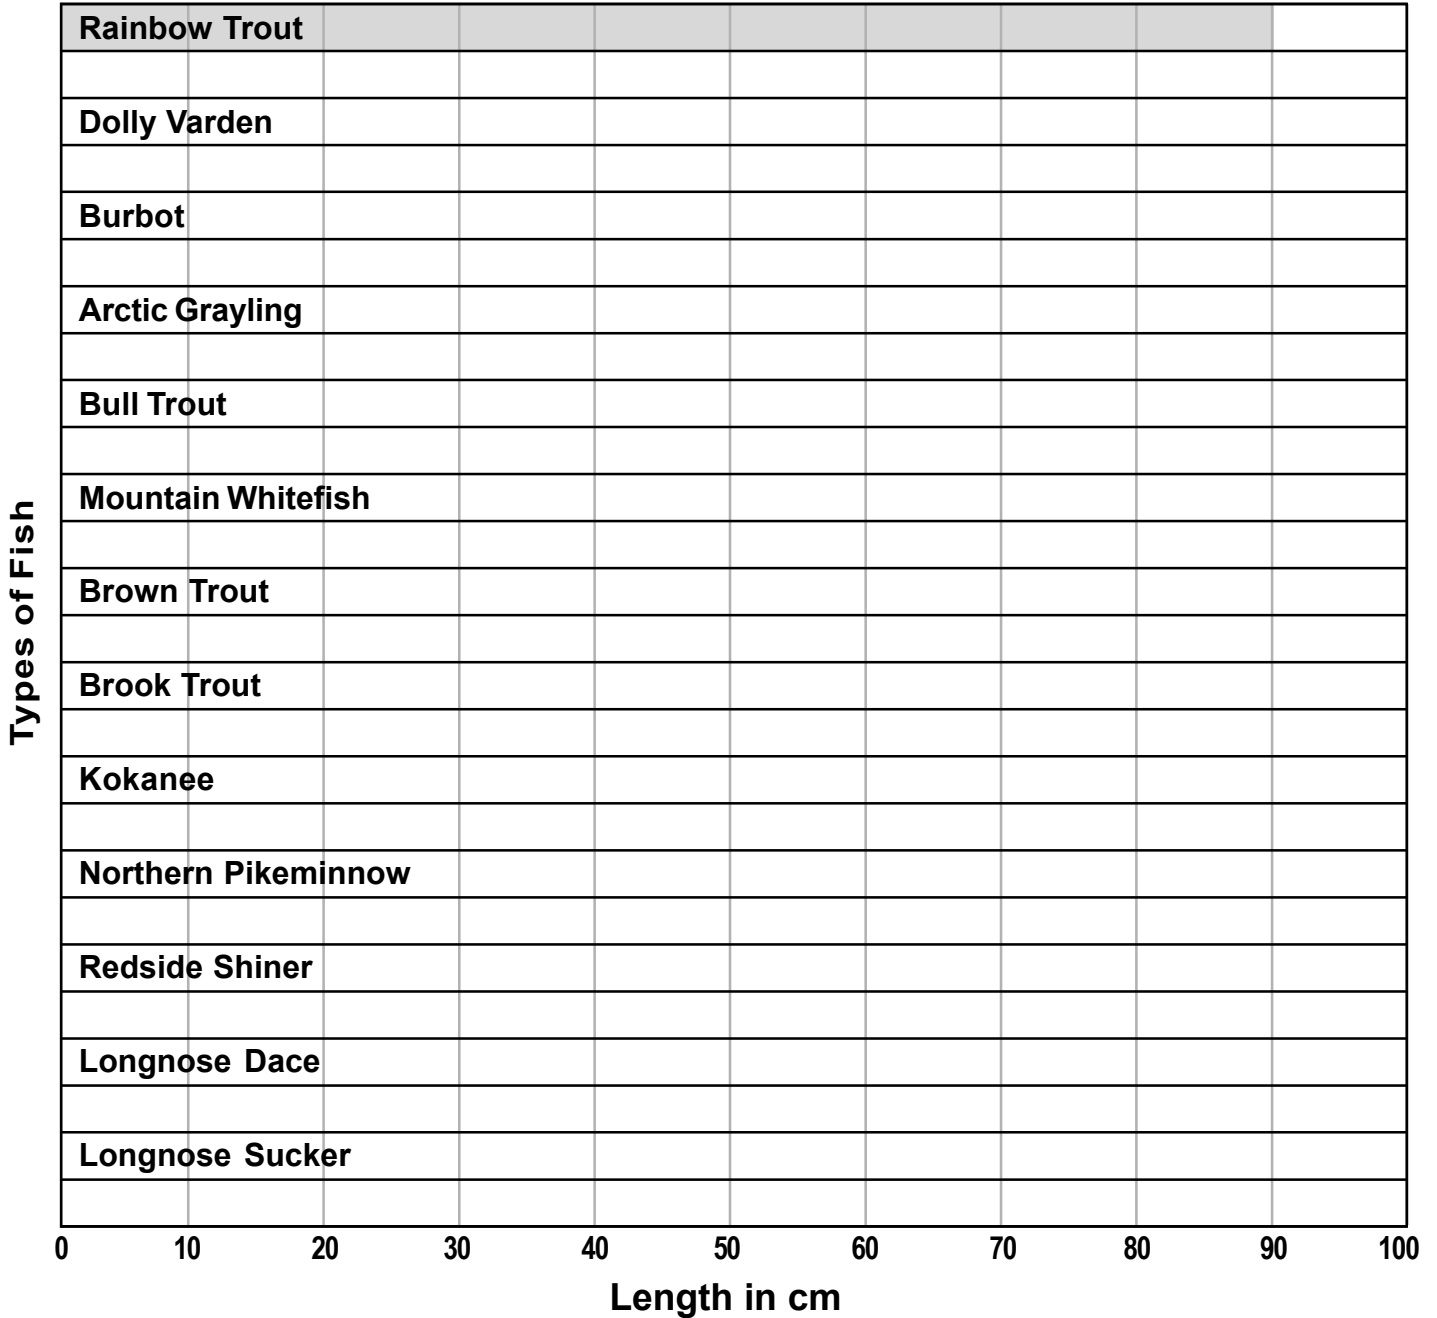 Rainbow Trout
Dolly Varden
Burbot
Arctic Grayling
Bull Trout
Mountain Whitefish
Brown Trout
Brook Trout
Kokanee
Northern Pikeminnow
Redside Shiner
Longnose Dace
Longnose Sucker
Types of Fish
0 10 20 30 40 50 60 70 80 90 100
Length in cm